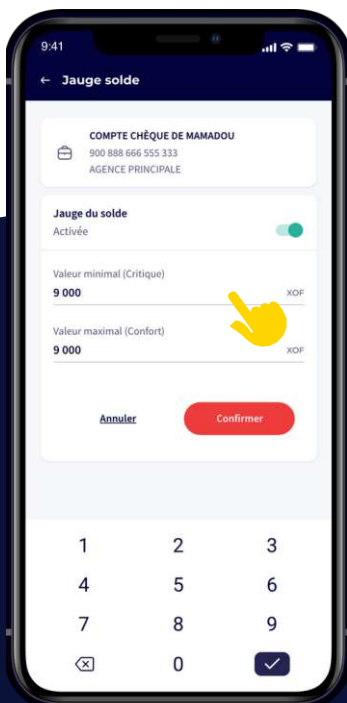 9:41
← Jauge solde
COMPTE CHÈQUE DE MAMADOU
900 888 666 555 333
AGENCE PRINCIPALE
Jauge du solde
Activée
Valeur minimal (Critique)
9 000 XOF
Valeur maximal (Confort)
9 000 XOF
Annuler Confirmer
1 2 3
4 5 6
7 8 9
0